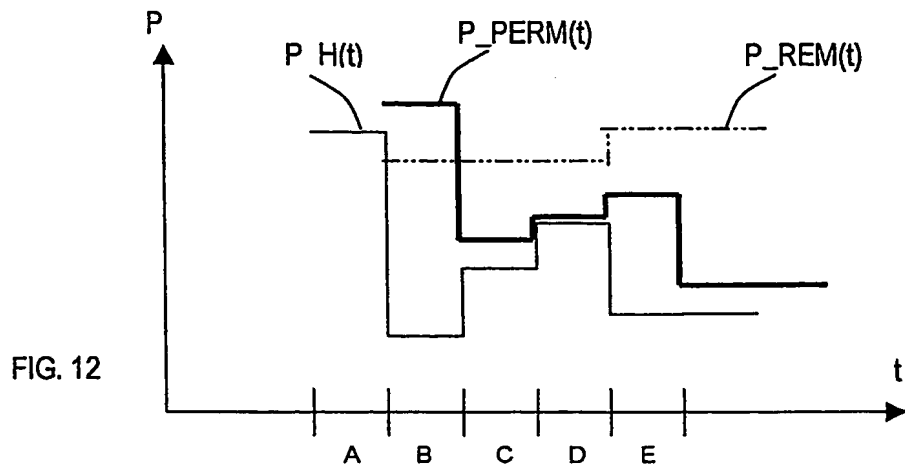 P
P_PERM(t)
P H(t)
P_REM(t)
FIG. 12
t
A B C D E